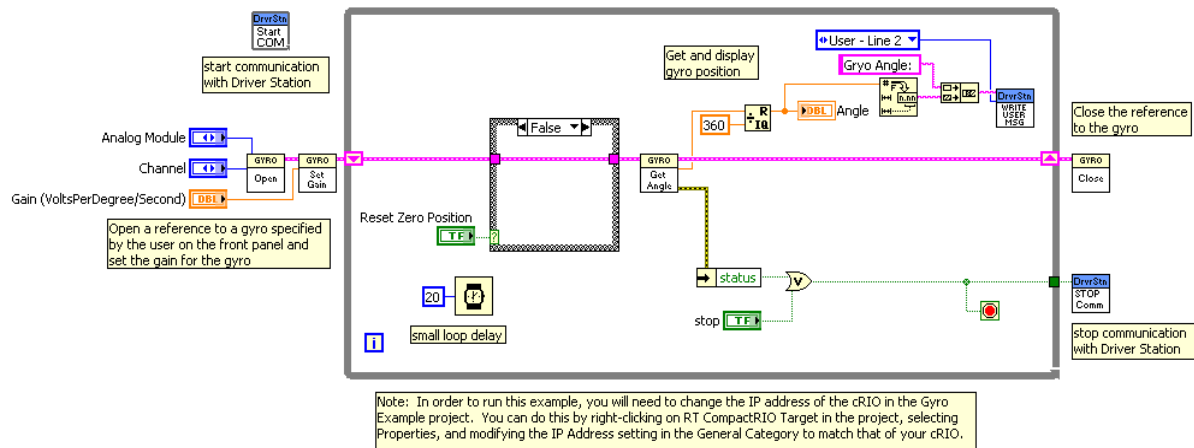 DrvrStn
Start
COM
start communication
with Driver Station
Analog Module
Channel
Gain (VoltsPerDegree/Second)
DBL
GYRO
Open
GYRO
Set
Gain
Open a reference to a gyro specified
by the user on the front panel and
set the gain for the gyro
False
Reset Zero Position
TF
?
20
small loop delay
i
GYRO
Get
Angle
Get and display
gyro position
360
R
IQ
DBL
Angle
User - Line 2
Gryo Angle:
#
F
n.nn
DrvrStn
WRITE
USER
MSG
status
V
stop
TF
Close the reference
to the gyro
GYRO
Close
DrvrStn
STOP
Comm
stop communication
with Driver Station
Note: In order to run this example, you will need to change the IP address of the cRIO in the Gyro
Example project. You can do this by right-clicking on RT CompactRIO Target in the project, selecting
Properties, and modifying the IP Address setting in the General Category to match that of your cRIO.